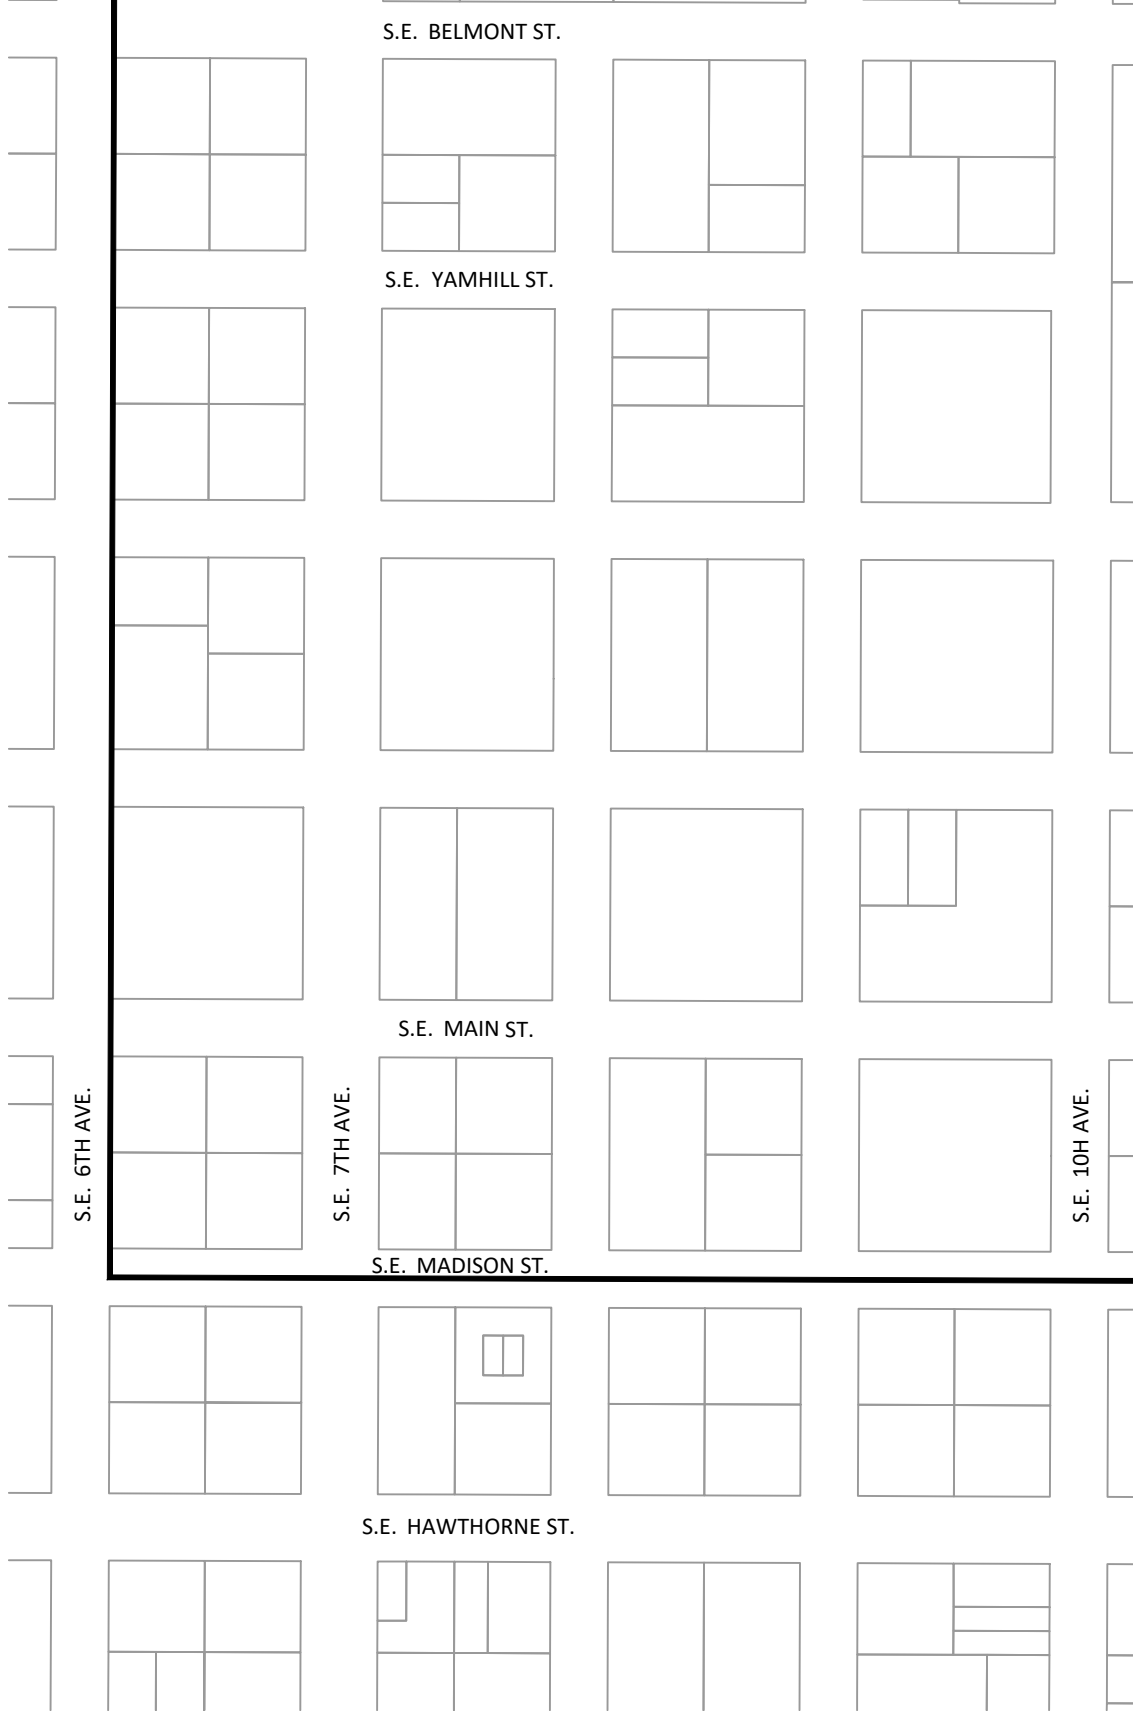 S.E. BELMONT ST.
S.E. YAMHILL ST.
S.E. MAIN ST.
S.E. 6TH AVE.
S.E. 7TH AVE.
S.E. 10H AVE.
S.E. MADISON ST.
S.E. HAWTHORNE ST.